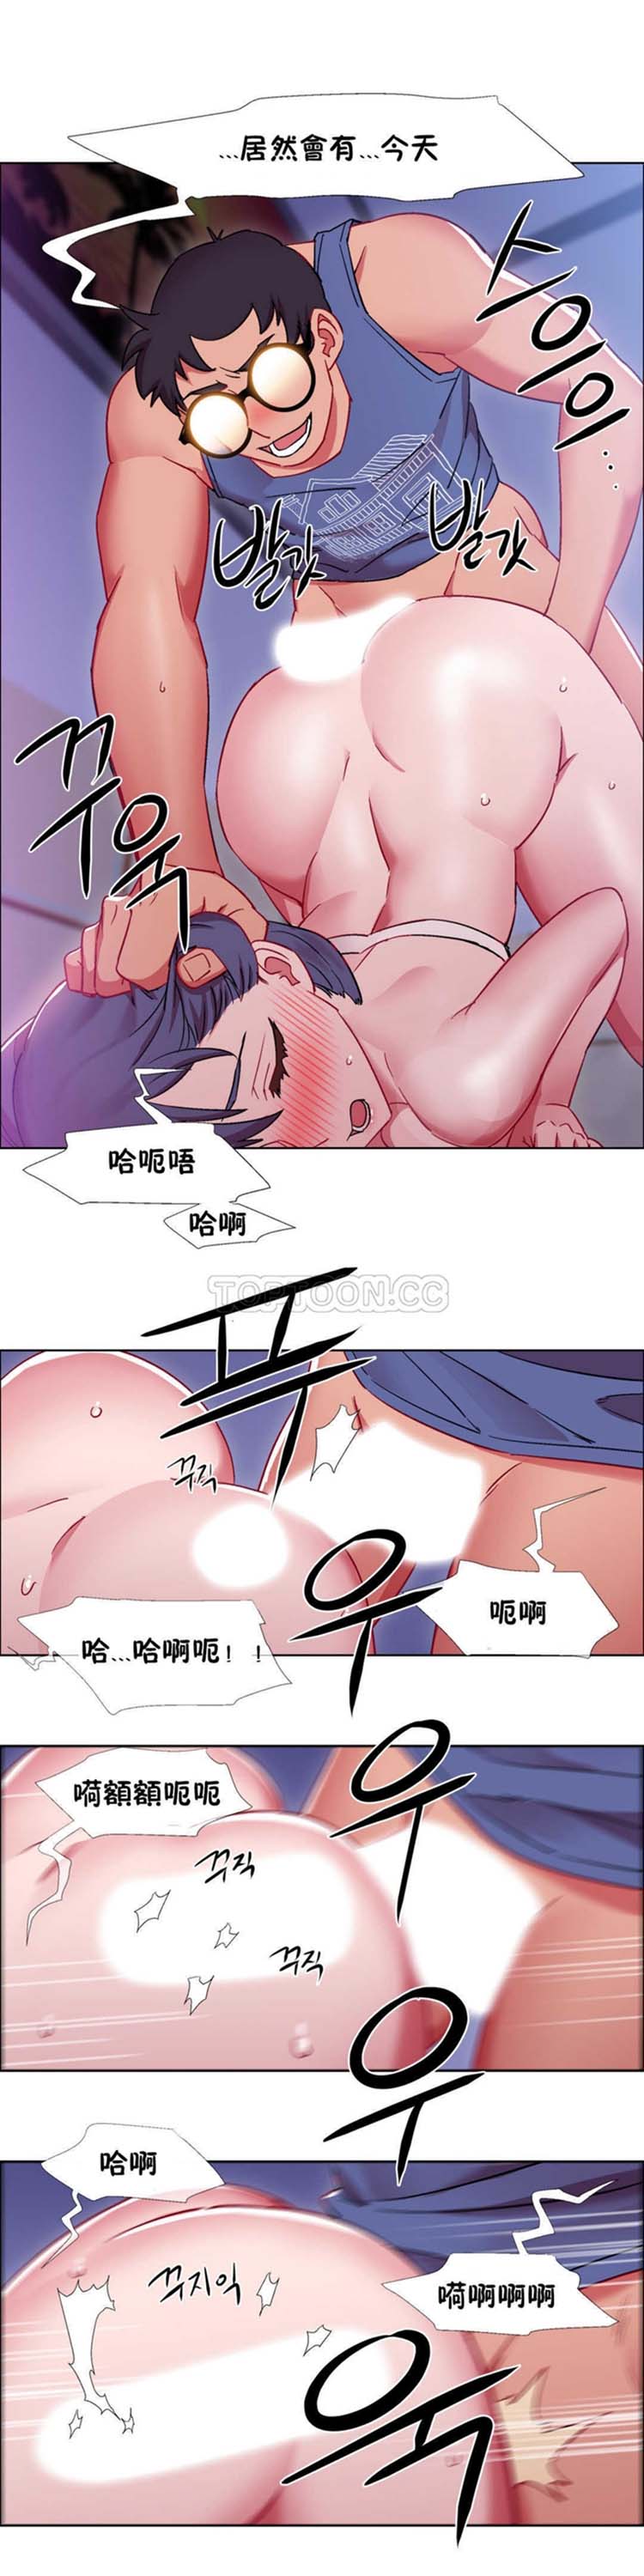 ...居然會有...今天
스으이...
발갓
발갓
꾸욱
哈呃唔
哈啊
TOPTOON.CC
푸
꾸직
우
呃啊
哈...哈啊呃！！
嗬額額呃呃
우
꾸직
꾸직
우
哈啊
꾸지익
嗬啊啊啊
욱